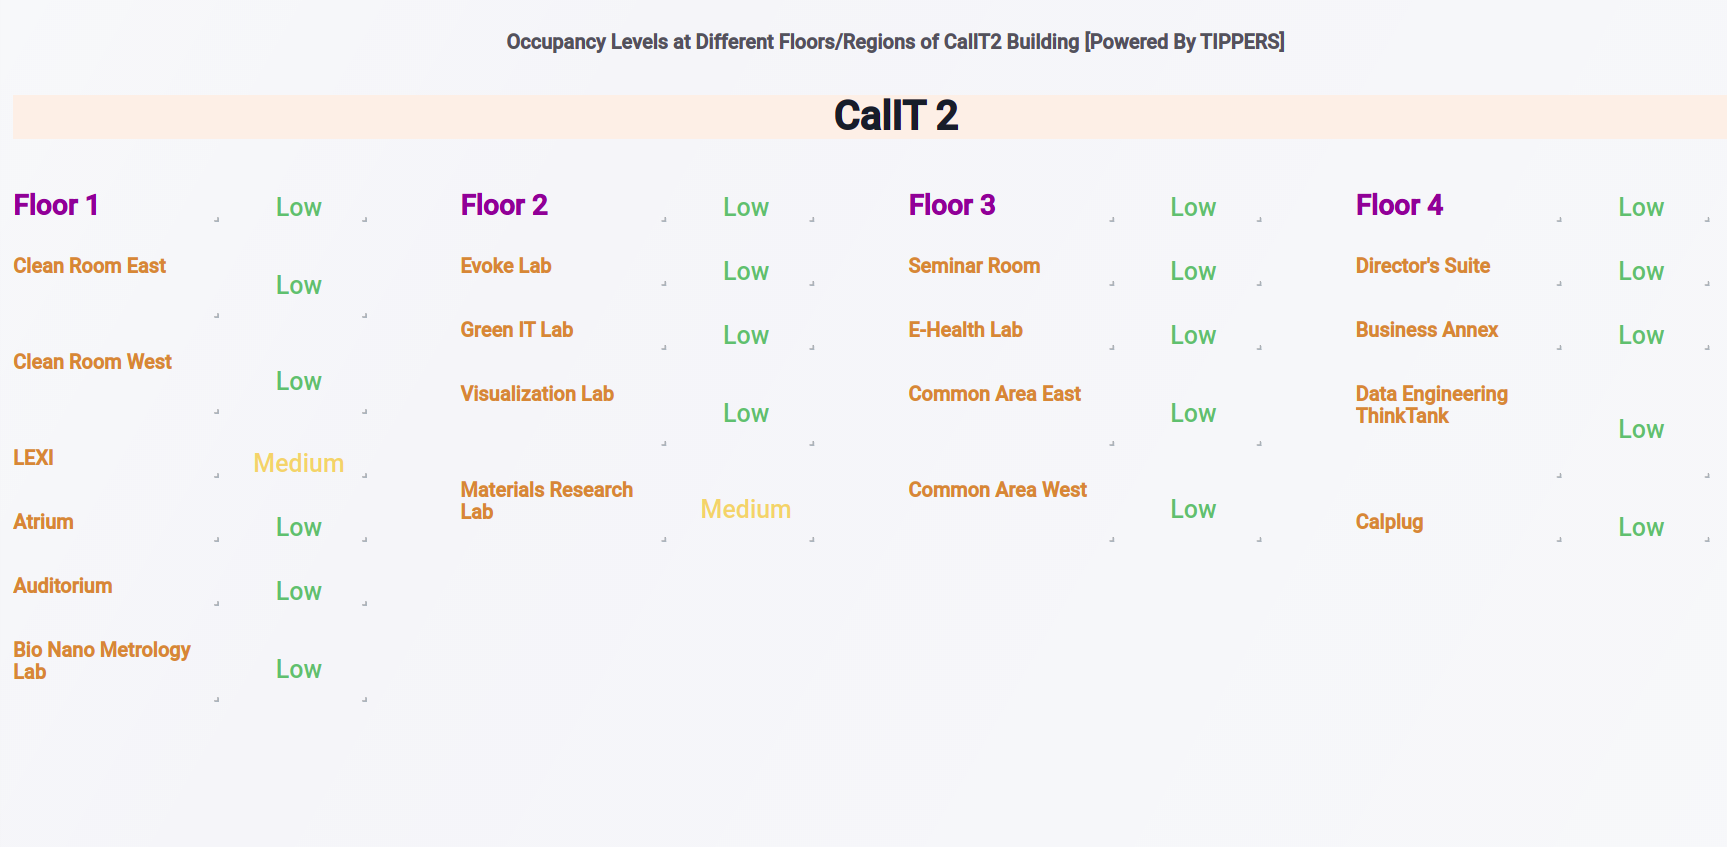 Occupancy Levels at Different Floors/Regions of CalIT2 Building [Powered By TIPPERS]
CalIT 2
Floor 1
Low
Clean Room East
Low
Clean Room West
Low
LEXI
Medium
Atrium
Low
Auditorium
Low
Bio Nano Metrology
Lab
Low
Floor 2
Low
Evoke Lab
Low
Green IT Lab
Low
Visualization Lab
Low
Materials Research
Lab
Medium
Floor 3
Low
Seminar Room
Low
E-Health Lab
Low
Common Area East
Low
Common Area West
Low
Floor 4
Low
Director's Suite
Low
Business Annex
Low
Data Engineering
ThinkTank
Low
Calplug
Low